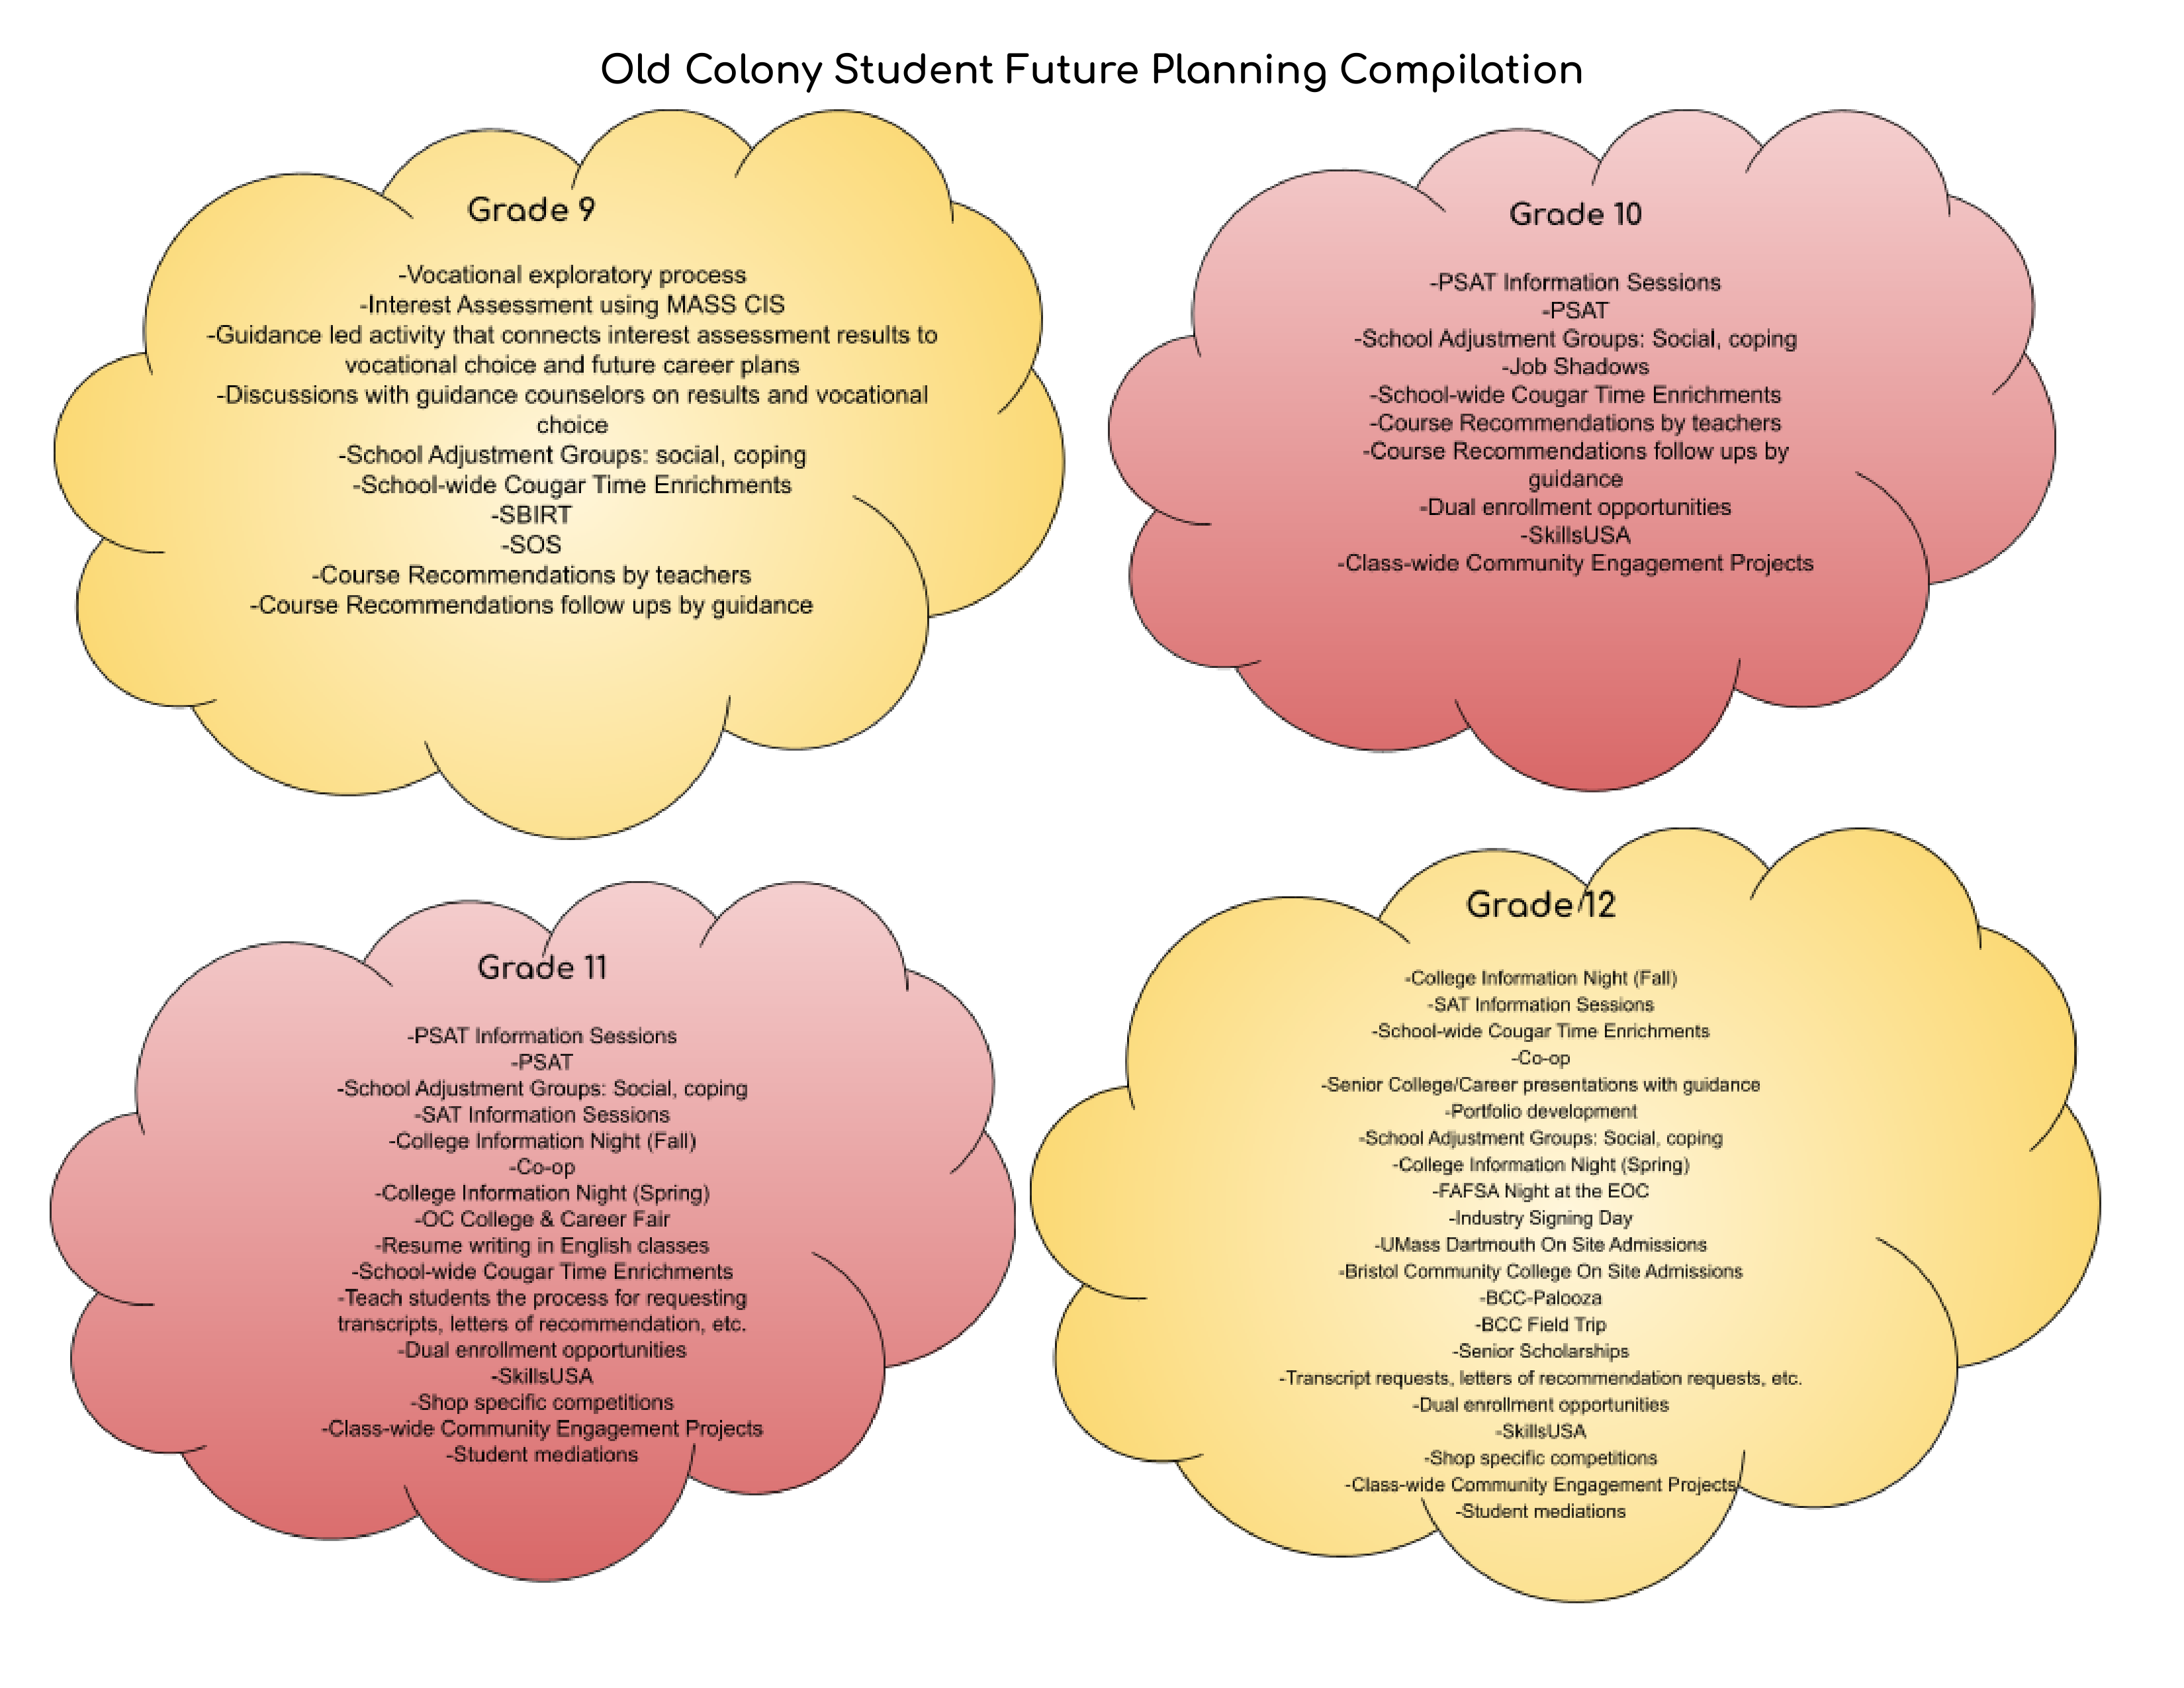 Old Colony Student Future Planning Compilation
Grade 9
-Vocational exploratory process
-Interest Assessment using MASS CIS
-Guidance led activity that connects interest assessment results to
vocational choice and future career plans
-Discussions with guidance counselors on results and vocational
choice
-School Adjustment Groups: social, coping
-School-wide Cougar Time Enrichments
-SBIRT
-SOS
-Course Recommendations by teachers
-Course Recommendations follow ups by guidance
Grade 10
-PSAT Information Sessions
-PSAT
-School Adjustment Groups: Social, coping
-Job Shadows
-School-wide Cougar Time Enrichments
-Course Recommendations by teachers
-Course Recommendations follow ups by
guidance
-Dual enrollment opportunities
-SkillsUSA
-Class-wide Community Engagement Projects
Grade 11
-PSAT Information Sessions
-PSAT
-School Adjustment Groups: Social, coping
-SAT Information Sessions
-College Information Night (Fall)
-Co-op
-College Information Night (Spring)
-OC College & Career Fair
-Resume writing in English classes
-School-wide Cougar Time Enrichments
-Teach students the process for requesting
transcripts, letters of recommendation, etc.
-Dual enrollment opportunities
-SkillsUSA
-Shop specific competitions
-Class-wide Community Engagement Projects
-Student mediations
Grade 12
-College Information Night (Fall)
-SAT Information Sessions
-School-wide Cougar Time Enrichments
-Co-op
-Senior College/Career presentations with guidance
-Portfolio development
-School Adjustment Groups: Social, coping
-College Information Night (Spring)
-FAFSA Night at the EOC
-Industry Signing Day
-UMass Dartmouth On Site Admissions
-Bristol Community College On Site Admissions
-BCC-Palooza
-BCC Field Trip
-Senior Scholarships
-Transcript requests, letters of recommendation requests, etc.
-Dual enrollment opportunities
-SkillsUSA
-Shop specific competitions
-Class-wide Community Engagement Projects
-Student mediations